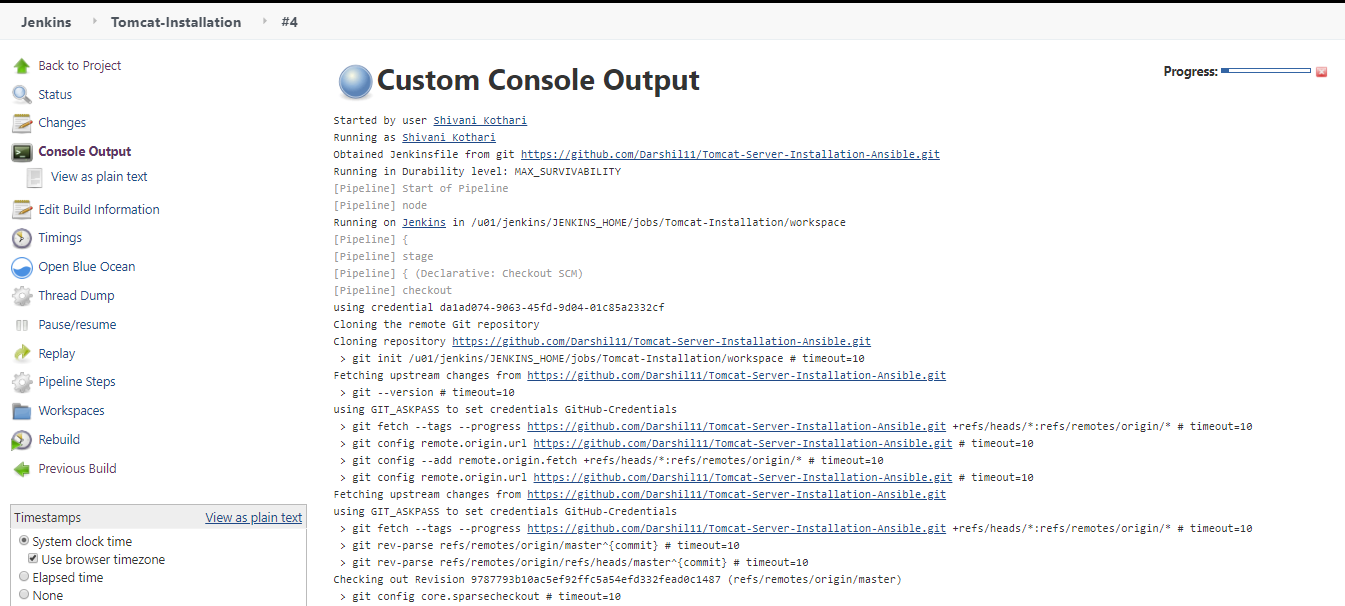 Jenkins Tomcat-Installation #4
Back to Project
Status
Changes
Console Output
View as plain text
Edit Build Information
Timings
Open Blue Ocean
Thread Dump
Pause/resume
Replay
Pipeline Steps
Workspaces
Rebuild
Previous Build
Timestamps View as plain text
System clock time
Use browser timezone
Elapsed time
None
Custom Console Output
Progress:
Started by user Shivani Kothari
Running as Shivani Kothari
Obtained Jenkinsfile from git https://github.com/Darshil11/Tomcat-Server-Installation-Ansible.git
Running in Durability level: MAX_SURVIVABILITY
[Pipeline] Start of Pipeline
[Pipeline] node
Running on Jenkins in /u01/jenkins/JENKINS_HOME/jobs/Tomcat-Installation/workspace
[Pipeline] {
[Pipeline] stage
[Pipeline] { (Declarative: Checkout SCM)
[Pipeline] checkout
using credential da1ad074-9063-45fd-9d04-01c85a2332cf
Cloning the remote Git repository
Cloning repository https://github.com/Darshil11/Tomcat-Server-Installation-Ansible.git
> git init /u01/jenkins/JENKINS_HOME/jobs/Tomcat-Installation/workspace # timeout=10
Fetching upstream changes from https://github.com/Darshil11/Tomcat-Server-Installation-Ansible.git
> git --version # timeout=10
using GIT_ASKPASS to set credentials GitHub-Credentials
> git fetch --tags --progress https://github.com/Darshil11/Tomcat-Server-Installation-Ansible.git +refs/heads/*:refs/remotes/origin/* # timeout=10
> git config remote.origin.url https://github.com/Darshil11/Tomcat-Server-Installation-Ansible.git # timeout=10
> git config --add remote.origin.fetch +refs/heads/*:refs/remotes/origin/* # timeout=10
> git config remote.origin.url https://github.com/Darshil11/Tomcat-Server-Installation-Ansible.git # timeout=10
Fetching upstream changes from https://github.com/Darshil11/Tomcat-Server-Installation-Ansible.git
using GIT_ASKPASS to set credentials GitHub-Credentials
> git fetch --tags --progress https://github.com/Darshil11/Tomcat-Server-Installation-Ansible.git +refs/heads/*:refs/remotes/origin/* # timeout=10
> git rev-parse refs/remotes/origin/master^{commit} # timeout=10
> git rev-parse refs/remotes/origin/refs/heads/master^{commit} # timeout=10
Checking out Revision 9787793b10ac5ef92ffc5a54efd332fead0c1487 (refs/remotes/origin/master)
> git config core.sparsecheckout # timeout=10